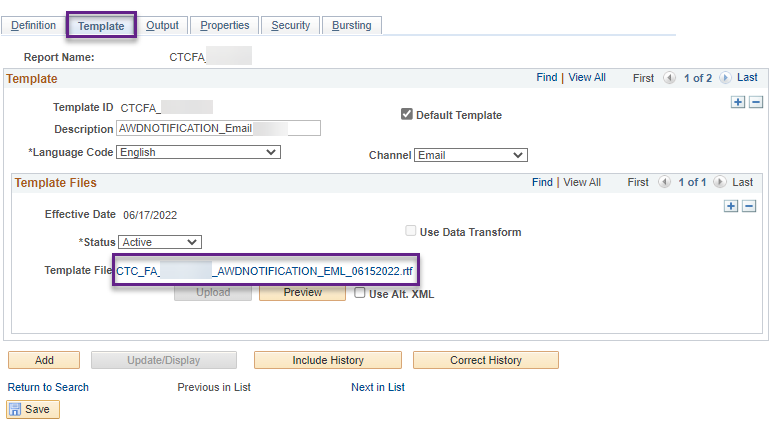 Definition Template Output Properties Security Bursting
Report Name: CTCFA_
Template Find | View All First 1 of 2 Last
Template ID CTCFA_
Default Template
Description AWDNOTIFICATION_Email
*Language Code English Channel Email
Template Files Find | View All First 1 of 1 Last
Effective Date 06/17/2022
Use Data Transform
*Status Active
Template File CTC_FA_ _AWDNOTIFICATION_EML_06152022.rtf
Upload Preview Use Alt. XML
Add Update/Display Include History Correct History
Return to Search Previous in List Next in List
Save